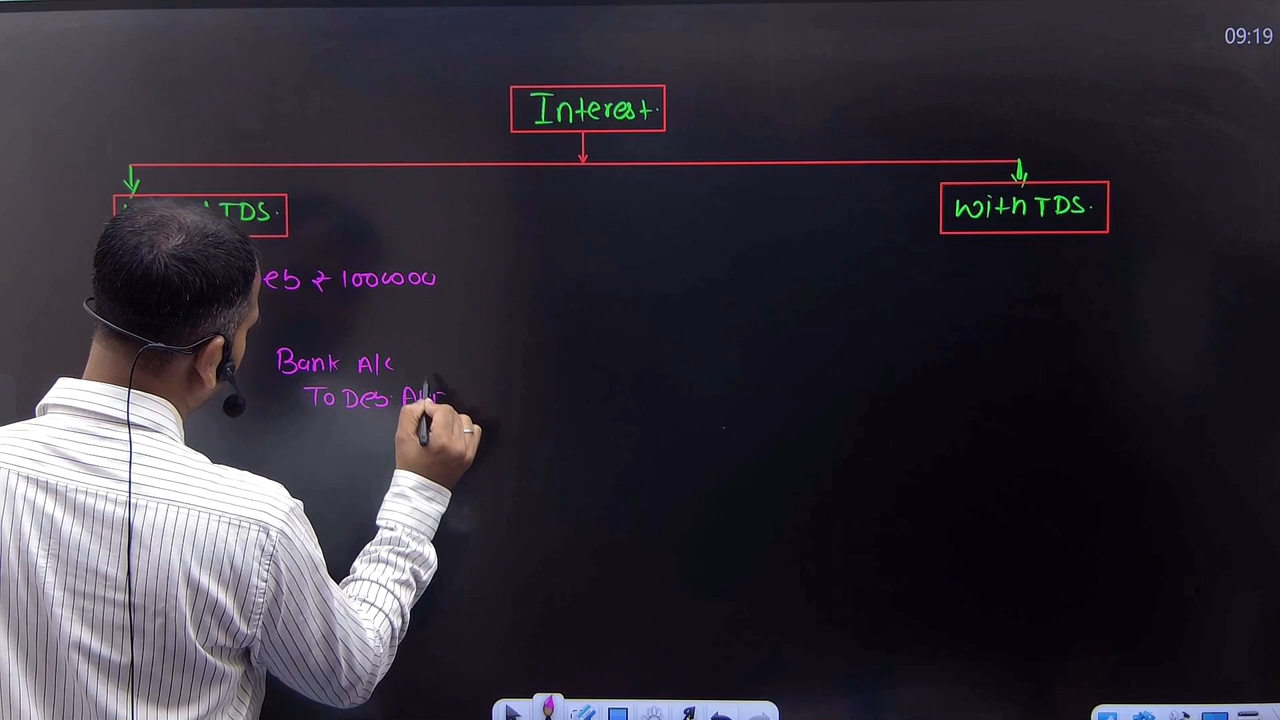 09:19
Interest.
TDS.
With TDS.
eb ₹ 1000000
Bank A/c
To Deb.